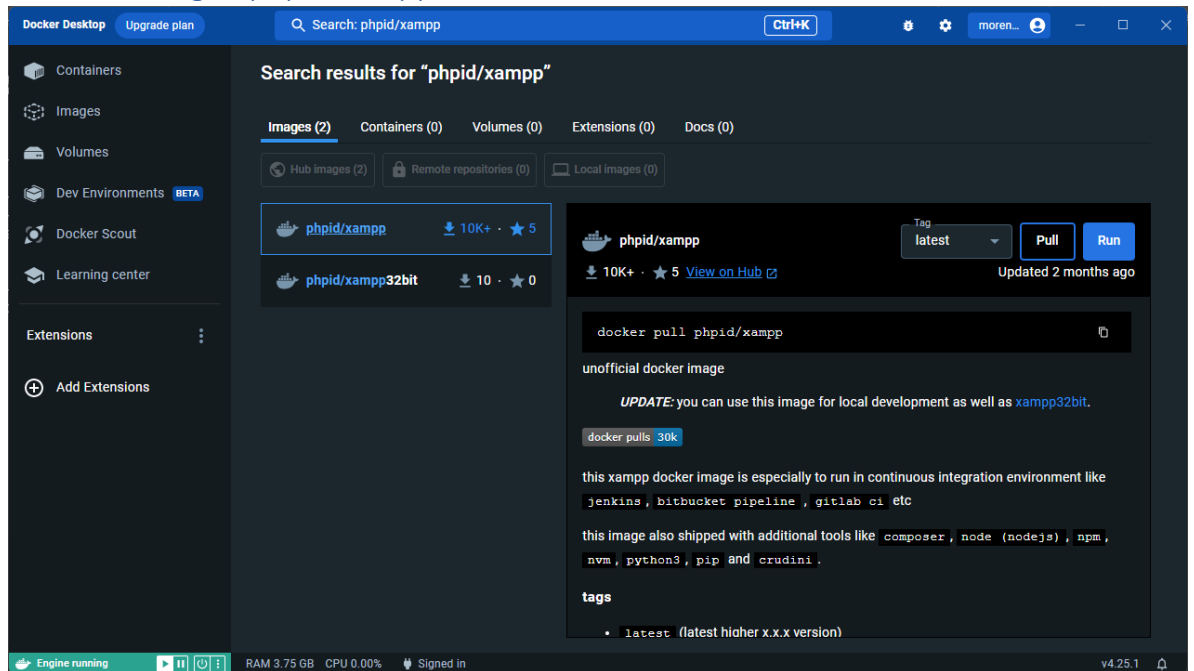 Docker Desktop Upgrade plan Search: phpid/xampp Ctrl+K moren...
Containers
Images
Volumes
Dev Environments BETA
Docker Scout
Learning center
Extensions
Add Extensions
Search results for “phpid/xampp”
Images (2) Containers (0) Volumes (0) Extensions (0) Docs (0)
Hub images (2) Remote repositories (0) Local images (0)
phpid/xampp 10K+ · 5
phpid/xampp32bit 10 · 0
phpid/xampp
Tag
latest
Pull Run
10K+ · 5 View on Hub
Updated 2 months ago
docker pull phpid/xampp
unofficial docker image
UPDATE: you can use this image for local development as well as xampp32bit.
docker pulls 30k
this xampp docker image is especially to run in continuous integration environment like
jenkins, bitbucket pipeline, gitlab ci etc
this image also shipped with additional tools like composer, node (nodejs), npm,
nvm, python3, pip and crudini.
tags
• latest (latest higher x.x.x version)
Engine running RAM 3.75 GB CPU 0.00% Signed in v4.25.1